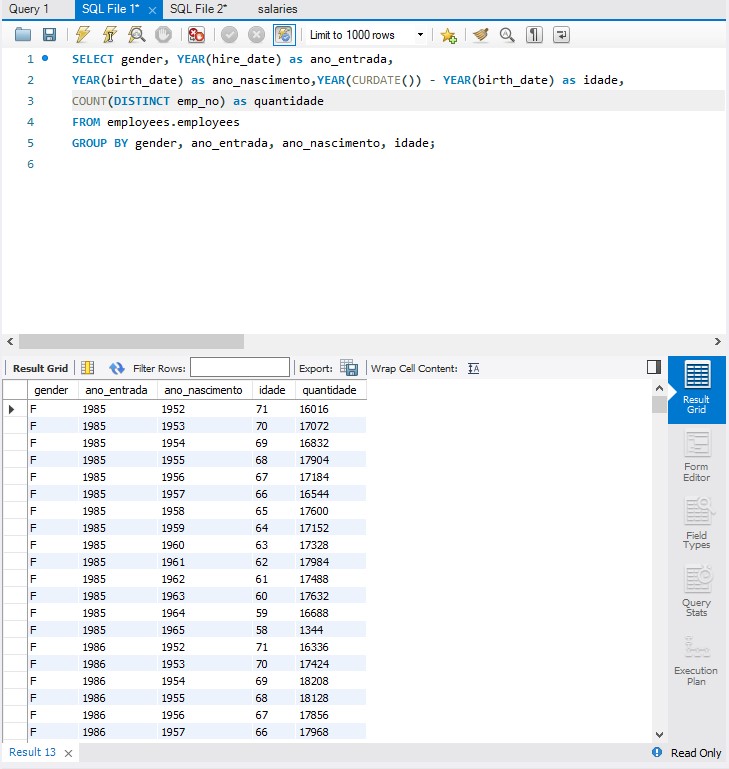 Query 1 SQL File 1* SQL File 2* salaries
Limit to 1000 rows
1 SELECT gender, YEAR(hire_date) as ano_entrada,
2 YEAR(birth_date) as ano_nascimento,YEAR(CURDATE()) - YEAR(birth_date) as idade,
3 COUNT(DISTINCT emp_no) as quantidade
4 FROM employees.employees
5 GROUP BY gender, ano_entrada, ano_nascimento, idade;
6
Result Grid Filter Rows: Export: Wrap Cell Content:
gender ano_entrada ano_nascimento idade quantidade
F 1985 1952 71 16016
F 1985 1953 70 17072
F 1985 1954 69 16832
F 1985 1955 68 17904
F 1985 1956 67 17184
F 1985 1957 66 16544
F 1985 1958 65 17600
F 1985 1959 64 17152
F 1985 1960 63 17328
F 1985 1961 62 17984
F 1985 1962 61 17488
F 1985 1963 60 17632
F 1985 1964 59 16688
F 1985 1965 58 1344
F 1986 1952 71 16336
F 1986 1953 70 17424
F 1986 1954 69 18208
F 1986 1955 68 18128
F 1986 1956 67 17856
F 1986 1957 66 17968
Result
Grid
Form
Editor
Field
Types
Query
Stats
Execution
Plan
Result 13 Read Only